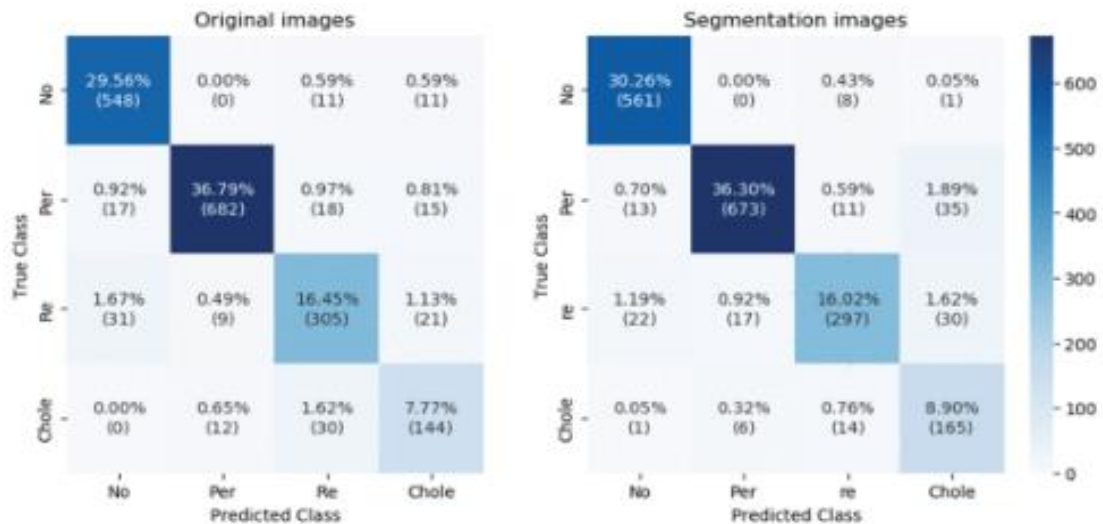 Original images
No
29.56% 0.00% 0.59% 0.59%
(548) (0) (11) (11)
Per
0.92% 36.79% 0.97% 0.81%
(17) (682) (18) (15)
True Class
Re
1.67% 0.49% 16.45% 1.13%
(31) (9) (305) (21)
Chole
0.00% 0.65% 1.62% 7.77%
(0) (12) (30) (144)
No Per Re Chole
Predicted Class
Segmentation images
No
30.26% 0.00% 0.43% 0.05%
(561) (0) (8) (1)
Per
0.70% 36.30% 0.59% 1.89%
(13) (673) (11) (35)
True Class
re
1.19% 0.92% 16.02% 1.62%
(22) (17) (297) (30)
Chole
0.05% 0.32% 0.76% 8.90%
(1) (6) (14) (165)
No Per re Chole
Predicted Class
600
500
400
300
200
100
0